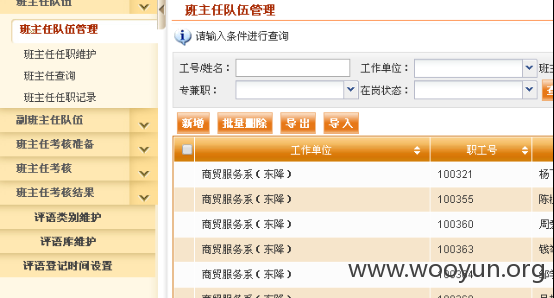 班主任队伍
班主任队伍管理
班主任任职维护
班主任查询
班主任任职记录
副班主任队伍
班主任考核准备
班主任考核
班主任考核结果
评语类别维护
评语库维护
评语登记时间设置
班主任队伍管理
请输入条件进行查询
工号/姓名： 工作单位： 班主
专兼职： 在岗状态：
新增 批量删除 导出 导入
工作单位 职工号
商贸服务系（东降） 100321 杨
商贸服务系（东降） 100355 陈
商贸服务系（东降） 100360 周
商贸服务系（东降） 100363 钱
商贸服务系（东降） 100364
商贸服务系（东降） 100368
www.wooyun.org